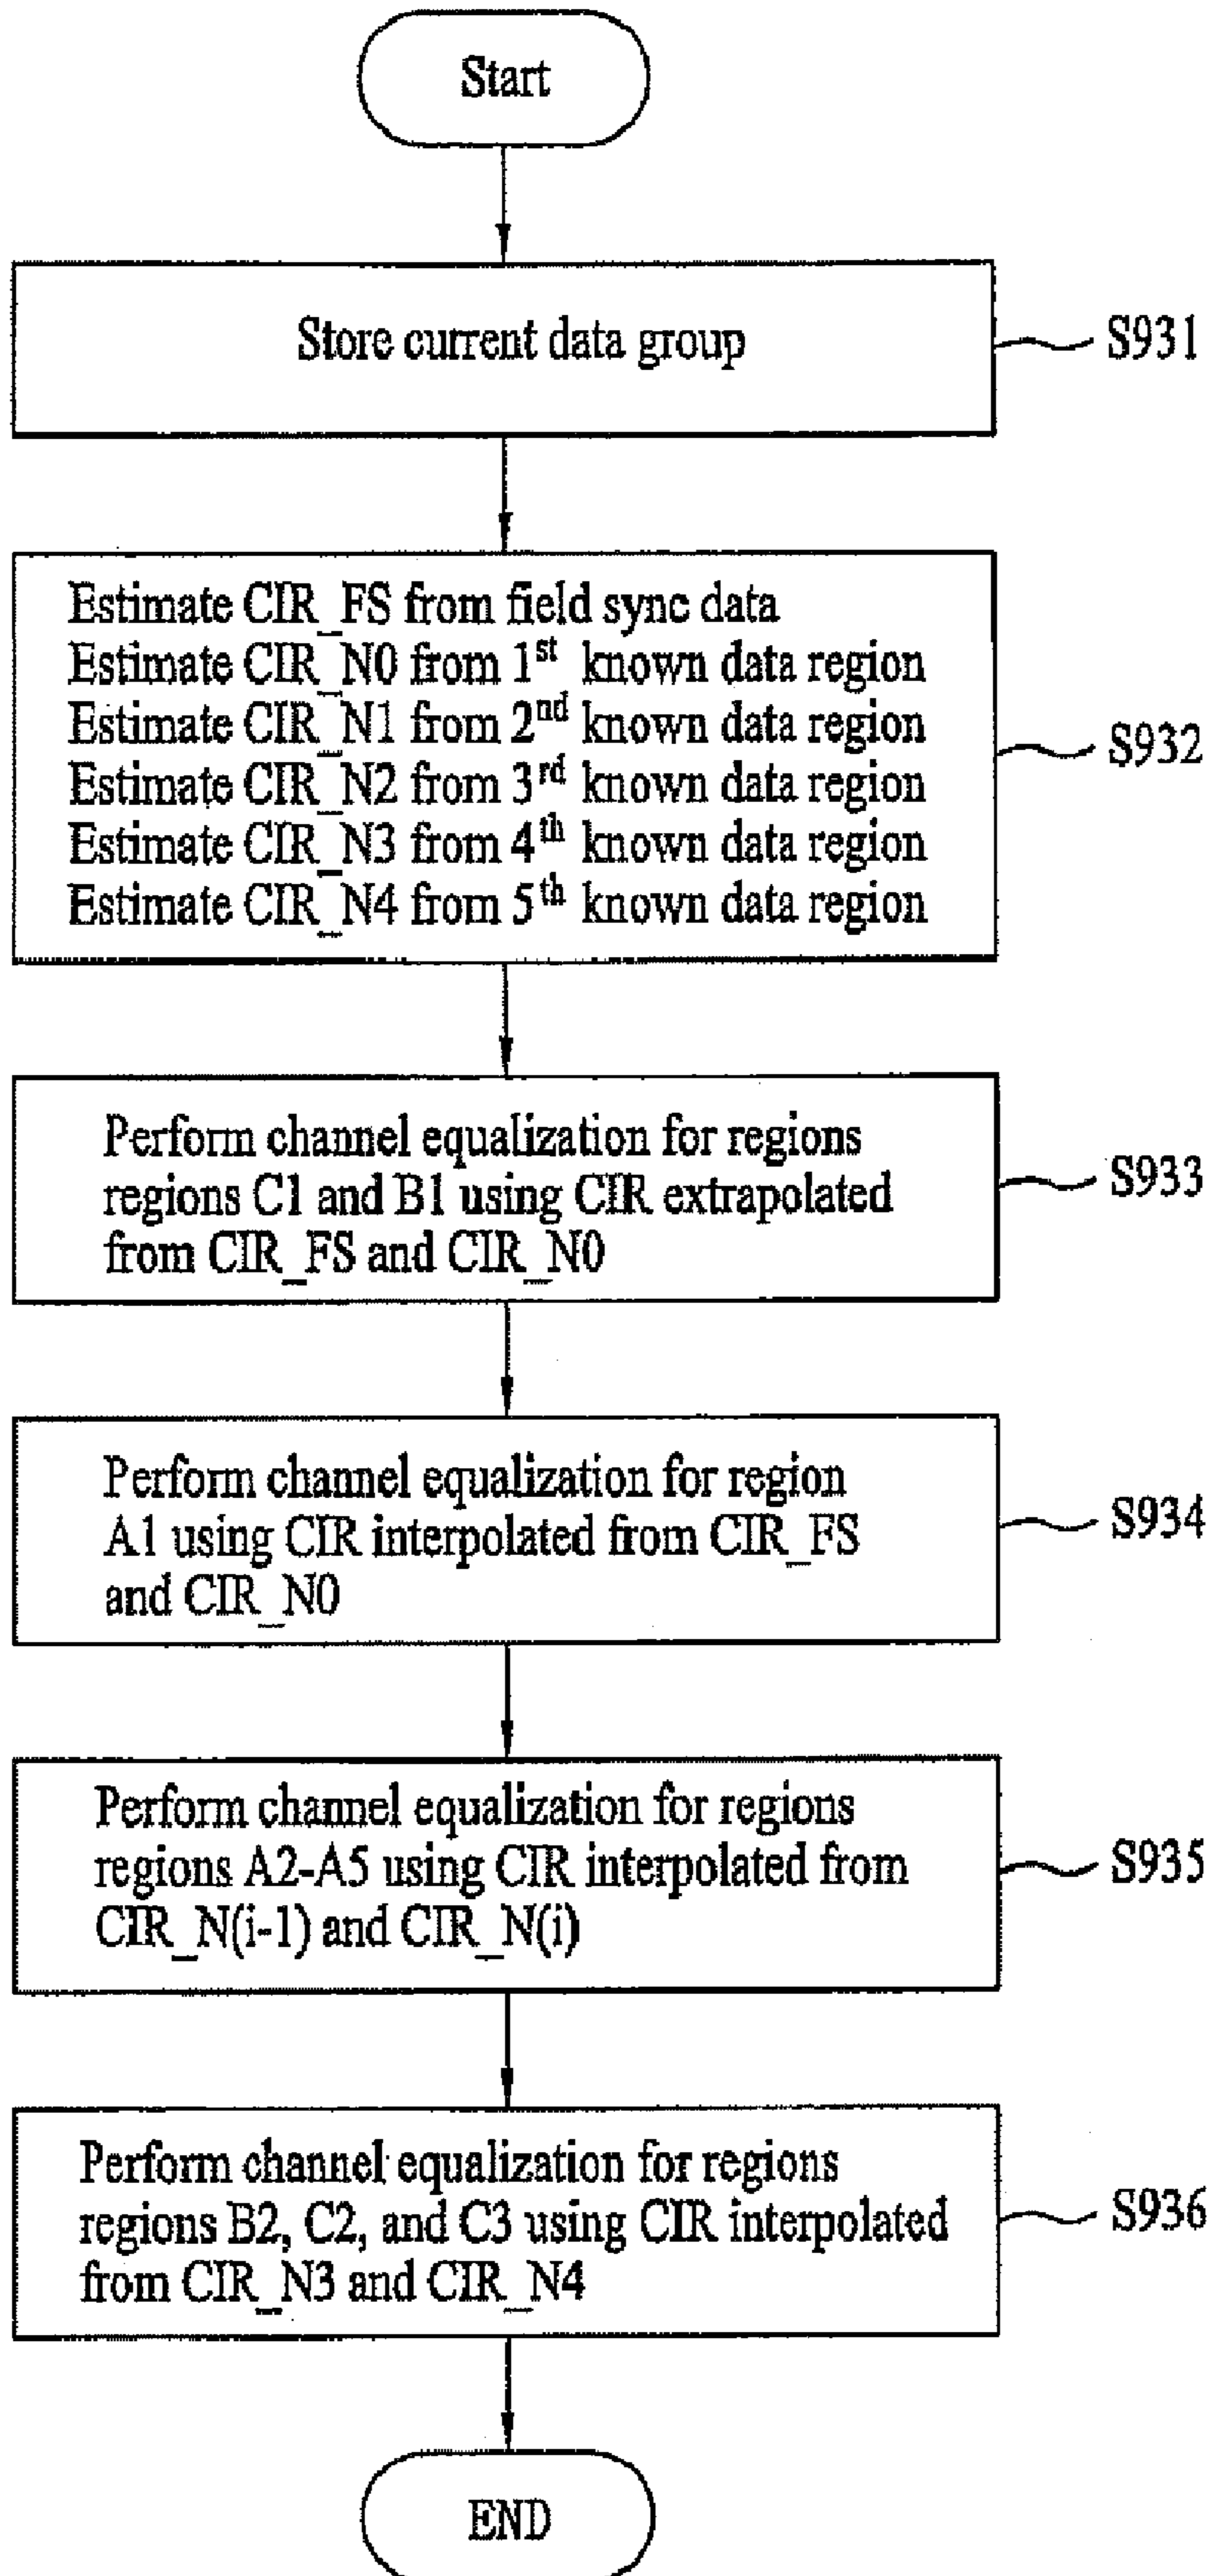 Start
Store current data group
S931
Estimate CIR_FS from field sync data
Estimate CIR_N0 from 1st known data region
Estimate CIR_N1 from 2nd known data region
Estimate CIR_N2 from 3rd known data region
Estimate CIR_N3 from 4th known data region
Estimate CIR_N4 from 5th known data region
S932
Perform channel equalization for regions
regions C1 and B1 using CIR extrapolated
from CIR_FS and CIR_N0
S933
Perform channel equalization for region
A1 using CIR interpolated from CIR_FS
and CIR_N0
S934
Perform channel equalization for regions
regions A2-A5 using CIR interpolated from
CIR_N(i-1) and CIR_N(i)
S935
Perform channel equalization for regions
regions B2, C2, and C3 using CIR interpolated
from CIR_N3 and CIR_N4
S936
END